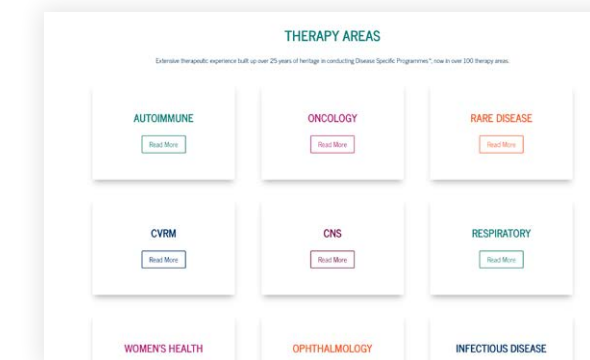 THERAPY AREAS
Extensive therapeutic experience built up over 25 years of heritage in conducting Disease Specific Programmes™, now in over 100 therapy areas.
AUTOIMMUNE
Read More
ONCOLOGY
Read More
RARE DISEASE
Read More
CVRM
Read More
CNS
Read More
RESPIRATORY
Read More
WOMEN'S HEALTH
OPHTHALMOLOGY
INFECTIOUS DISEASE